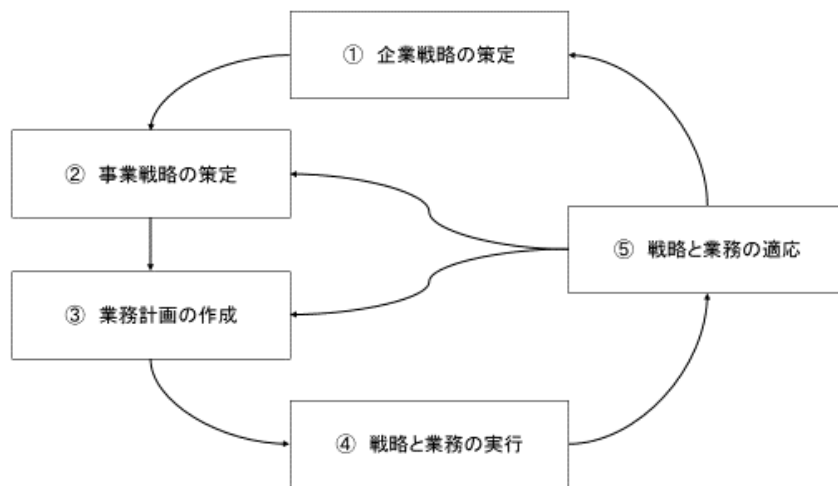 ① 企業戦略の策定
② 事業戦略の策定
⑤ 戦略と業務の適応
③ 業務計画の作成
④ 戦略と業務の実行